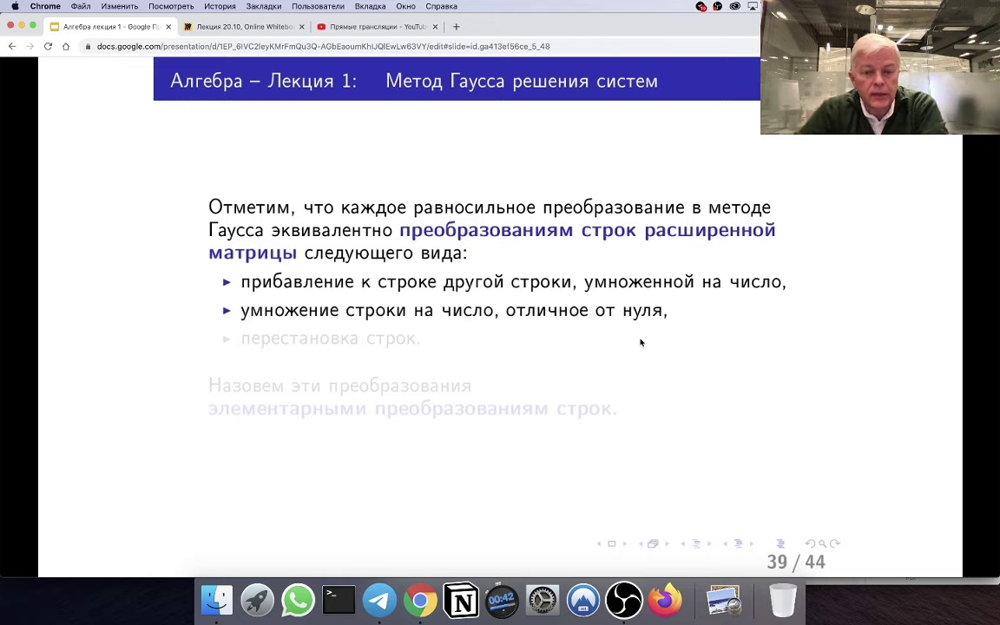 Chrome Файл Изменить Посмотреть История Закладки Пользователи Вкладка Окно Справка
Алгебра лекция 1 - Google П
Лекция 20.10, Online Whitebo
Прямые трансляции - YouTub
docs.google.com/presentation/d/1EP_6IVC2leyKMrFmQu3Q-AGbEaoumKhIJQlEwLw63VY/edit#slide=id.ga413ef56ce_5_48
Алгебра – Лекция 1: Метод Гаусса решения систем
Отметим, что каждое равносильное преобразование в методе
Гаусса эквивалентно преобразованиям строк расширенной
матрицы следующего вида:
прибавление к строке другой строки, умноженной на число,
умножение строки на число, отличное от нуля,
перестановка строк.
Назовем эти преобразования
элементарными преобразованиям строк.
39 / 44
00:42